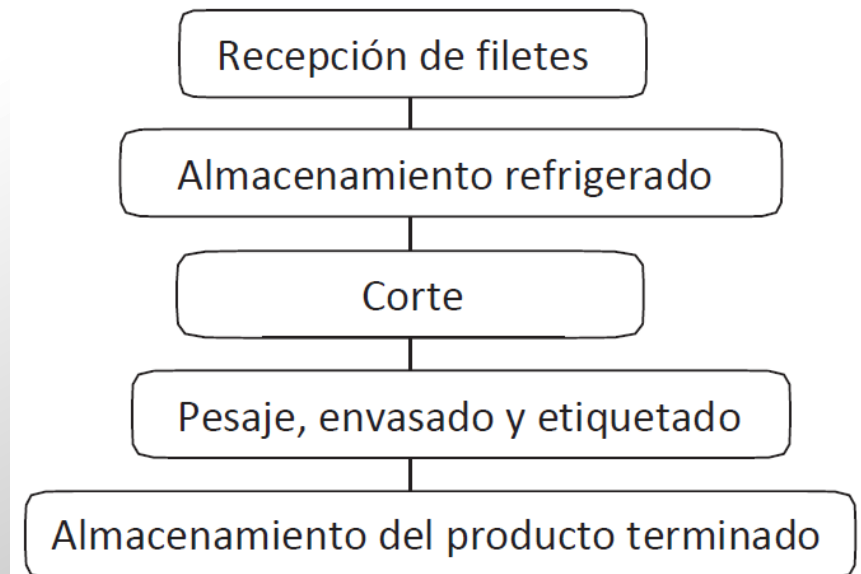 Recepción de filetes
Almacenamiento refrigerado
Corte
Pesaje, envasado y etiquetado
Almacenamiento del producto terminado